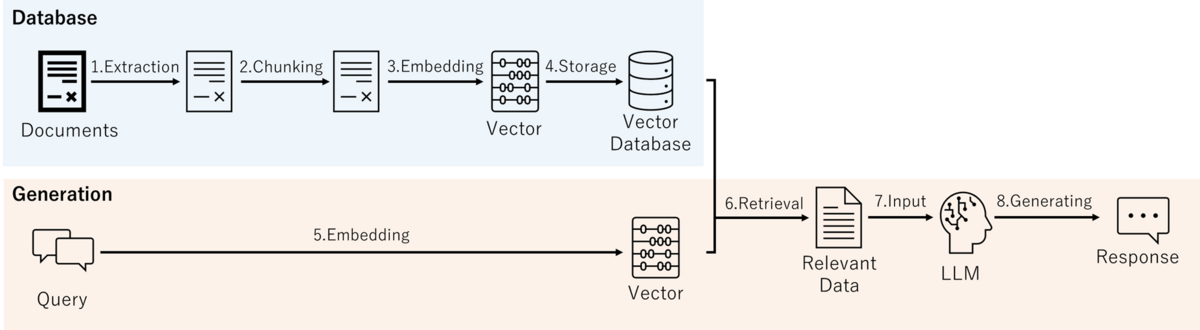 Database
1.Extraction
2.Chunking
3.Embedding
4.Storage
Documents
Vector
Vector
Database
Generation
5.Embedding
6.Retrieval
7.Input
8.Generating
Query
Vector
Relevant
Data
LLM
Response